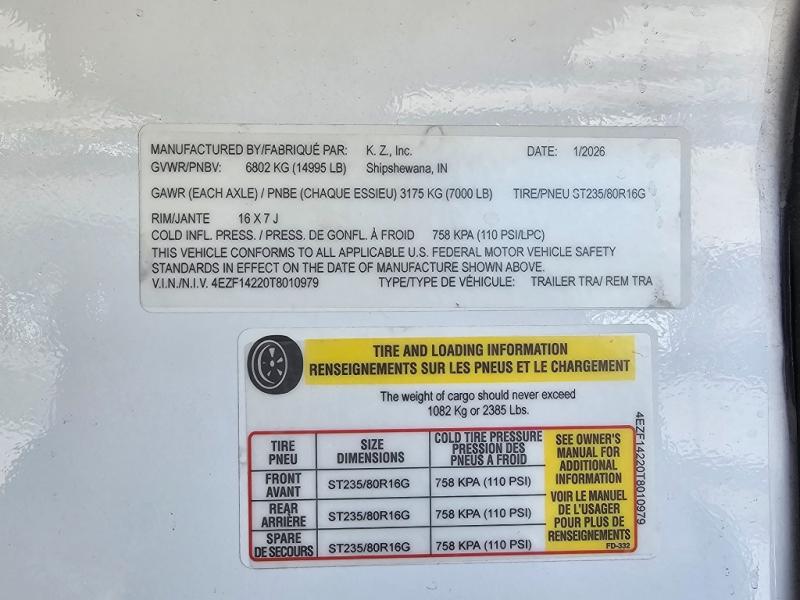 MANUFACTURED BY/FABRIQUÉ PAR: K. Z., Inc. DATE: 1/2026
GVWR/PNBV: 6802 KG (14995 LB) Shipshewana, IN
GAWR (EACH AXLE) / PNBE (CHAQUE ESSIEU) 3175 KG (7000 LB) TIRE/PNEU ST235/80R16G
RIM/JANTE 16 X 7 J
COLD INFL. PRESS. / PRESS. DE GONFL. À FROID 758 KPA (110 PSI/LPC)
THIS VEHICLE CONFORMS TO ALL APPLICABLE U.S. FEDERAL MOTOR VEHICLE SAFETY
STANDARDS IN EFFECT ON THE DATE OF MANUFACTURE SHOWN ABOVE.
V.I.N./N.I.V. 4EZF14220T8010979 TYPE/TYPE DE VÉHICULE: TRAILER TRA/ REM TRA
TIRE AND LOADING INFORMATION
RENSEIGNEMENTS SUR LES PNEUS ET LE CHARGEMENT
The weight of cargo should never exceed
1082 Kg or 2385 Lbs.
TIRE
PNEU
SIZE
DIMENSIONS
COLD TIRE PRESSURE
PRESSION DES
PNEUS A FROID
FRONT
AVANT
ST235/80R16G
758 KPA (110 PSI)
REAR
ARRIÈRE
ST235/80R16G
758 KPA (110 PSI)
SPARE
DE SECOURS
ST235/80R16G
758 KPA (110 PSI)
SEE OWNER'S
MANUAL FOR
ADDITIONAL
INFORMATION
VOIR LE MANUEL
DE L'USAGER
POUR PLUS DE
RENSEIGNEMENTS
FD-332
4EZF14220T8010979